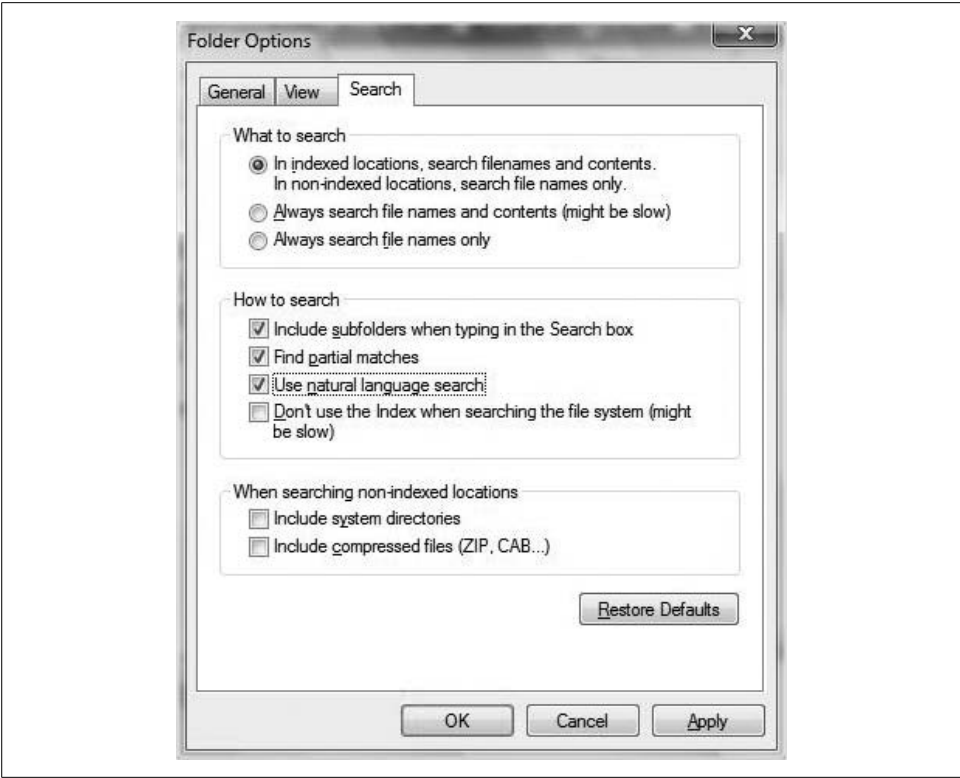 Folder Options
General
View
Search
What to search
In indexed locations, search filenames and contents.
In non-indexed locations, search file names only.
Always search file names and contents (might be slow)
Always search file names only
How to search
Include subfolders when typing in the Search box
Find partial matches
Use natural language search
Don't use the Index when searching the file system (might
be slow)
When searching non-indexed locations
Include system directories
Include compressed files (ZIP, CAB...)
Restore Defaults
OK
Cancel
Apply